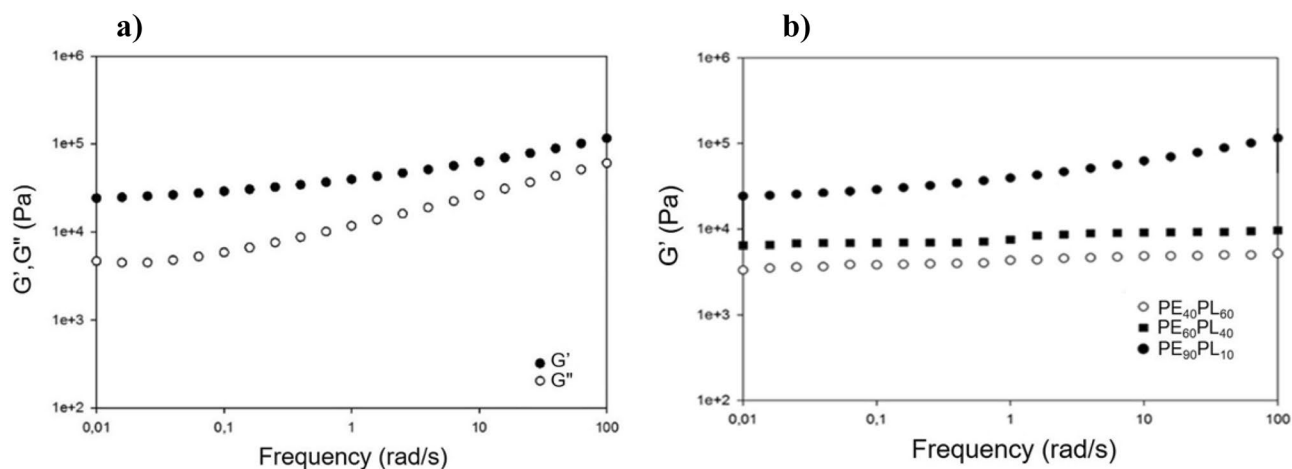 a)
1e+6
1e+5
1e+4
1e+3
1e+2
G',G" (Pa)
G'
G"
0,01 0,1 1 10 100
Frequency (rad/s)
b)
1e+6
1e+5
1e+4
1e+3
1e+2
G' (Pa)
PE₄₀PL₆₀
PE₆₀PL₄₀
PE₉₀PL₁₀
0,01 0,1 1 10 100
Frequency (rad/s)